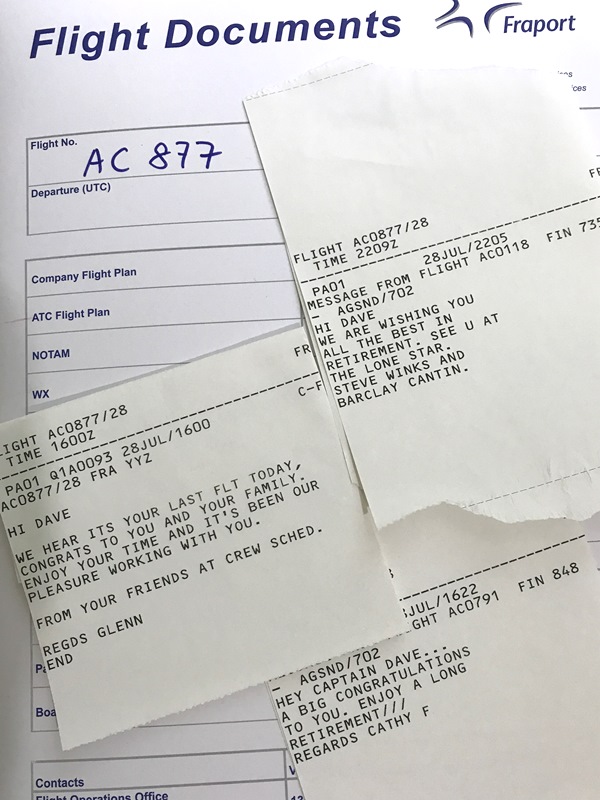 Flight Documents
Fraport
Flight No.
AC 877
Departure (UTC)
Company Flight Plan
ATC Flight Plan
NOTAM
WX
FLIGHT AC0877/28
TIME 2209Z
PA01 28JUL/2205
MESSAGE FROM FLIGHT AC0118 FIN 735
- AGSND/702
HI DAVE
WE ARE WISHING YOU
ALL THE BEST IN
RETIREMENT. SEE U AT
THE LONE STAR.
STEVE WINKS AND
BARCLAY CANTIN.
FR
C-F
IGHT AC0877/28
TIME 1600Z
PA01 Q1A0093 28JUL/1600
AC0877/28 FRA YYZ
HI DAVE
WE HEAR ITS YOUR LAST FLT TODAY,
CONGRATS TO YOU AND YOUR FAMILY.
ENJOY YOUR TIME AND IT'S BEEN OUR
PLEASURE WORKING WITH YOU.
FROM YOUR FRIENDS AT CREW SCHED.
REGDS GLENN
END
JUL/1622
GHT AC0791 FIN 848
- AGSND/702
HEY CAPTAIN DAVE...
A BIG CONGRATULATIONS
TO YOU. ENJOY A LONG
RETIREMENT///
REGARDS CATHY F
Boa
Contacts
Flight Operations Office